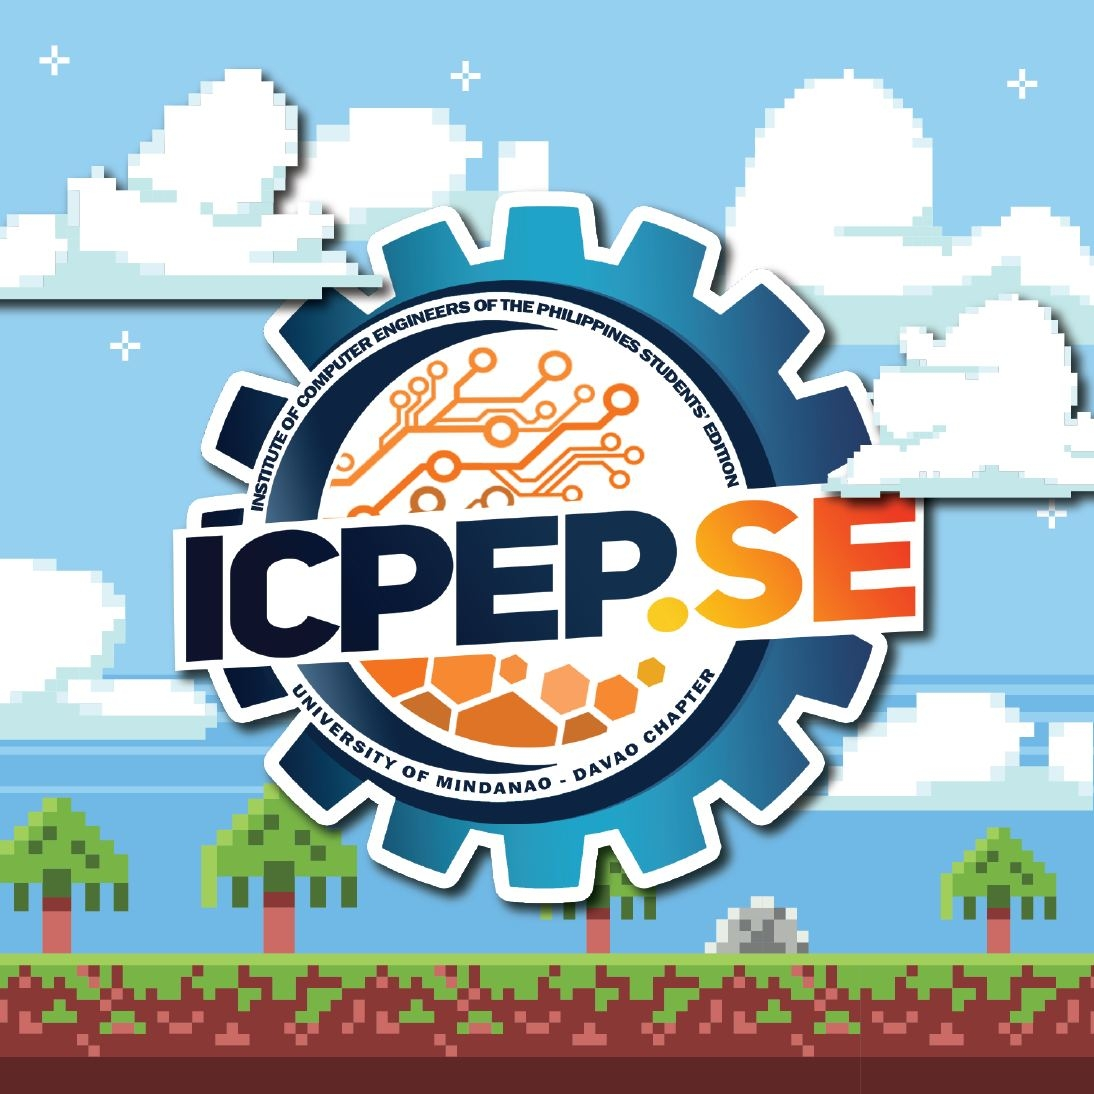 INSTITUTE OF COMPUTER ENGINEERS OF THE PHILIPPINES STUDENTS' EDITION
ICPEP.SE
UNIVERSITY OF MINDANAO - DAVAO CHAPTER